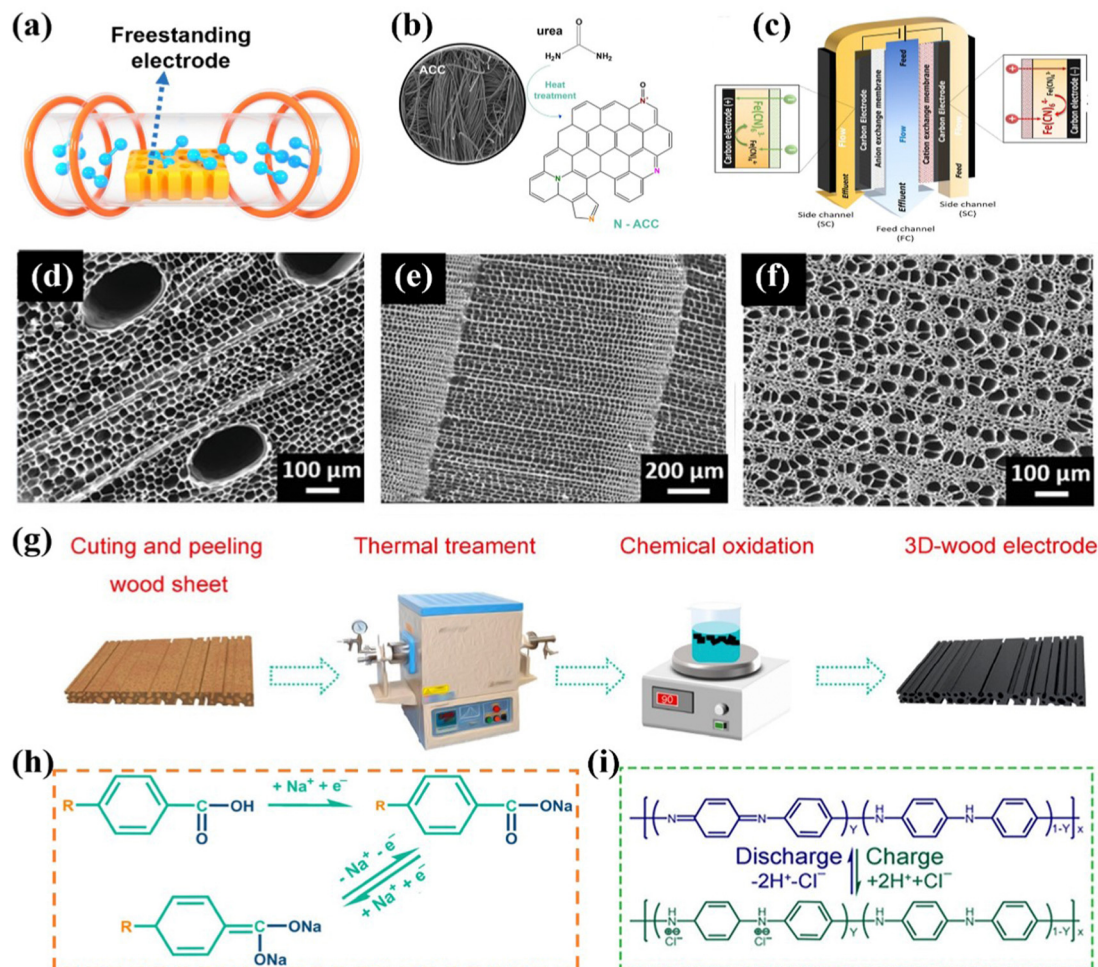 (a)
Freestanding
electrode
(b)
ACC
urea
O
H₂N
NH₂
Heat
treatment
O
N⁺
N
N
N
N - ACC
(c)
Feed
Carbon Electrode
Anion exchange membrane
Flow
Cation exchange membrane
Carbon Electrode
Flow
Flow
Effluent
Effluent
Feed
Carbon electrode (+)
Carbon electrode (-)
Side channel
(SC)
Feed channel
(FC)
Side channel
(SC)
(d)
100 μm
(e)
200 μm
(f)
100 μm
(g)
Cuting and peeling
wood sheet
Thermal treament
Chemical oxidation
3D-wood electrode
90
(h)
R
C
OH
O
+ Na⁺ + e⁻
R
C
ONa
O
- Na⁺ - e⁻
+ Na⁺ + e⁻
R
C
ONa
ONa
(i)
N
N
Y
H
N
H
N
1-Y
x
Discharge
Charge
-2H⁺-Cl⁻
+2H⁺+Cl⁻
H
N
Cl⁻
H
N
Cl⁻
Y
H
N
H
N
1-Y
x